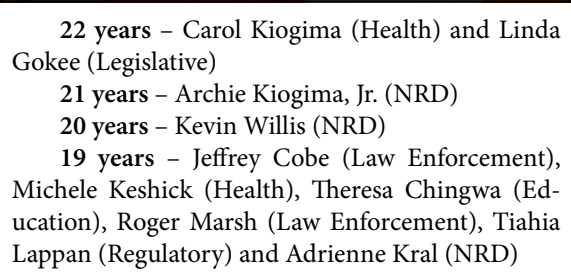 22 years – Carol Kiogima (Health) and Linda
Gokee (Legislative)
21 years – Archie Kiogima, Jr. (NRD)
20 years – Kevin Willis (NRD)
19 years – Jeffrey Cobe (Law Enforcement),
Michele Keshick (Health), Theresa Chingwa (Ed-
ucation), Roger Marsh (Law Enforcement), Tiahia
Lappan (Regulatory) and Adrienne Kral (NRD)